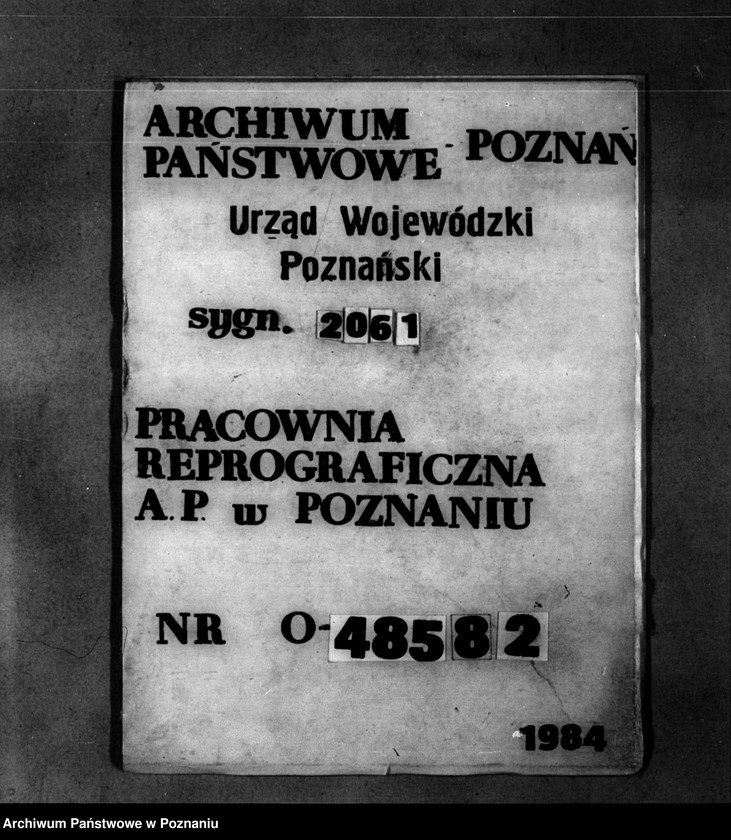 ARCHIWUM
PAŃSTWOWE - POZNAŃ
Urząd Wojewódzki
Poznański
sygn. 2061
PRACOWNIA
REPROGRAFICZNA
A.P. w POZNANIU
NR O-48582
1984
Archiwum Państwowe w Poznaniu